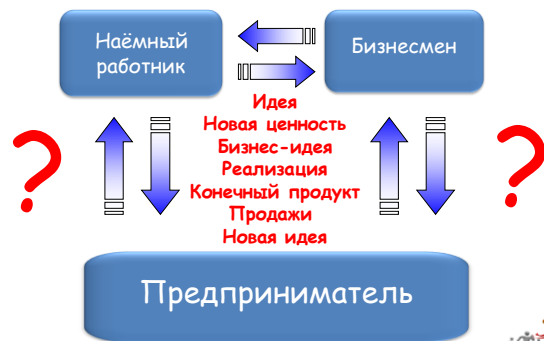 Наёмный
работник
Бизнесмен
Идея
Новая ценность
Бизнес-идея
Реализация
Конечный продукт
Продажи
Новая идея
?
?
Предприниматель